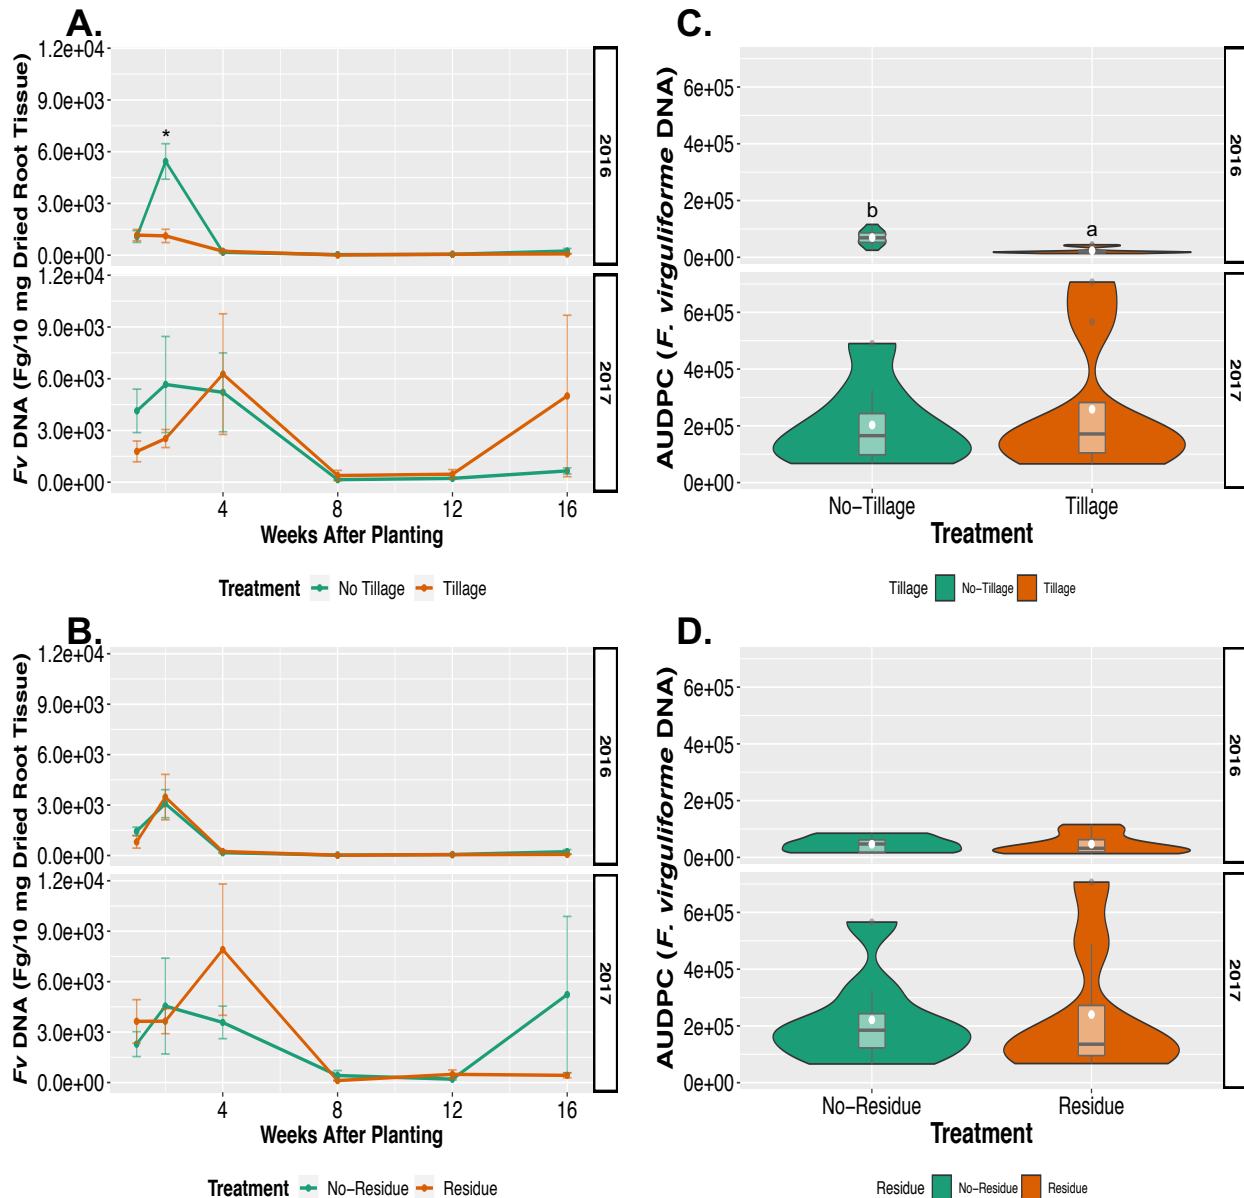 A.
Fv DNA (Fg/10 mg Dried Root Tissue)
1.2e+04
9.0e+03
6.0e+03
3.0e+03
0.0e+00
*
2016
1.2e+04
9.0e+03
6.0e+03
3.0e+03
0.0e+00
2017
4 8 12 16
Weeks After Planting
Treatment No Tillage Tillage
C.
AUDPC (F. virguliforme DNA)
6e+05
4e+05
2e+05
0e+00
b
a
2016
6e+05
4e+05
2e+05
0e+00
2017
No-Tillage Tillage
Treatment
Tillage No-Tillage Tillage
B.
Fv DNA (Fg/10 mg Dried Root Tissue)
1.2e+04
9.0e+03
6.0e+03
3.0e+03
0.0e+00
2016
1.2e+04
9.0e+03
6.0e+03
3.0e+03
0.0e+00
2017
4 8 12 16
Weeks After Planting
Treatment No-Residue Residue
D.
AUDPC (F. virguliforme DNA)
6e+05
4e+05
2e+05
0e+00
2016
6e+05
4e+05
2e+05
0e+00
2017
No-Residue Residue
Treatment
Residue No-Residue Residue